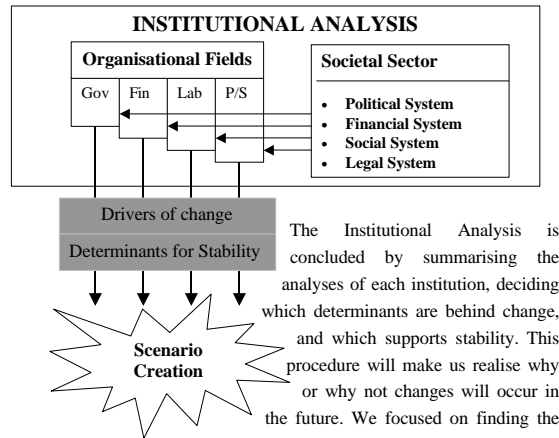 INSTITUTIONAL ANALYSIS
Organisational Fields
Gov Fin Lab P/S
Societal Sector
• Political System
• Financial System
• Social System
• Legal System
Drivers of change
Determinants for Stability
Scenario
Creation
The Institutional Analysis is
concluded by summarising the
analyses of each institution, deciding
which determinants are behind change,
and which supports stability. This
procedure will make us realise why
or why not changes will occur in
the future. We focused on finding the